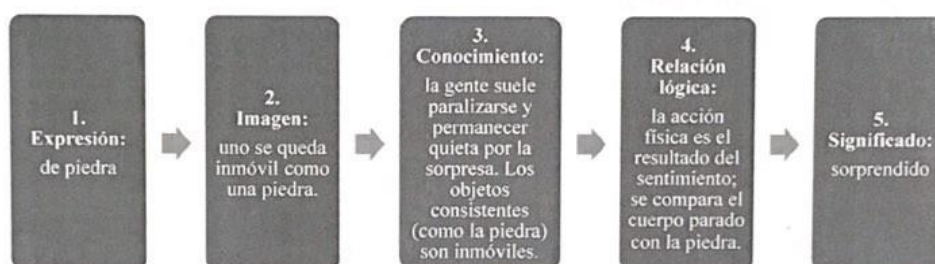 1.
Expresión:
de piedra
2.
Imagen:
uno se queda
inmóvil como
una piedra.
3.
Conocimiento:
la gente suele
paralizarse y
permanecer
quieta por la
sorpresa. Los
objetos
consistentes
(como la piedra)
son inmóviles.
4.
Relación
lógica:
la acción
física es el
resultado del
sentimiento;
se compara el
cuerpo parado
con la piedra.
5.
Significado:
sorprendido